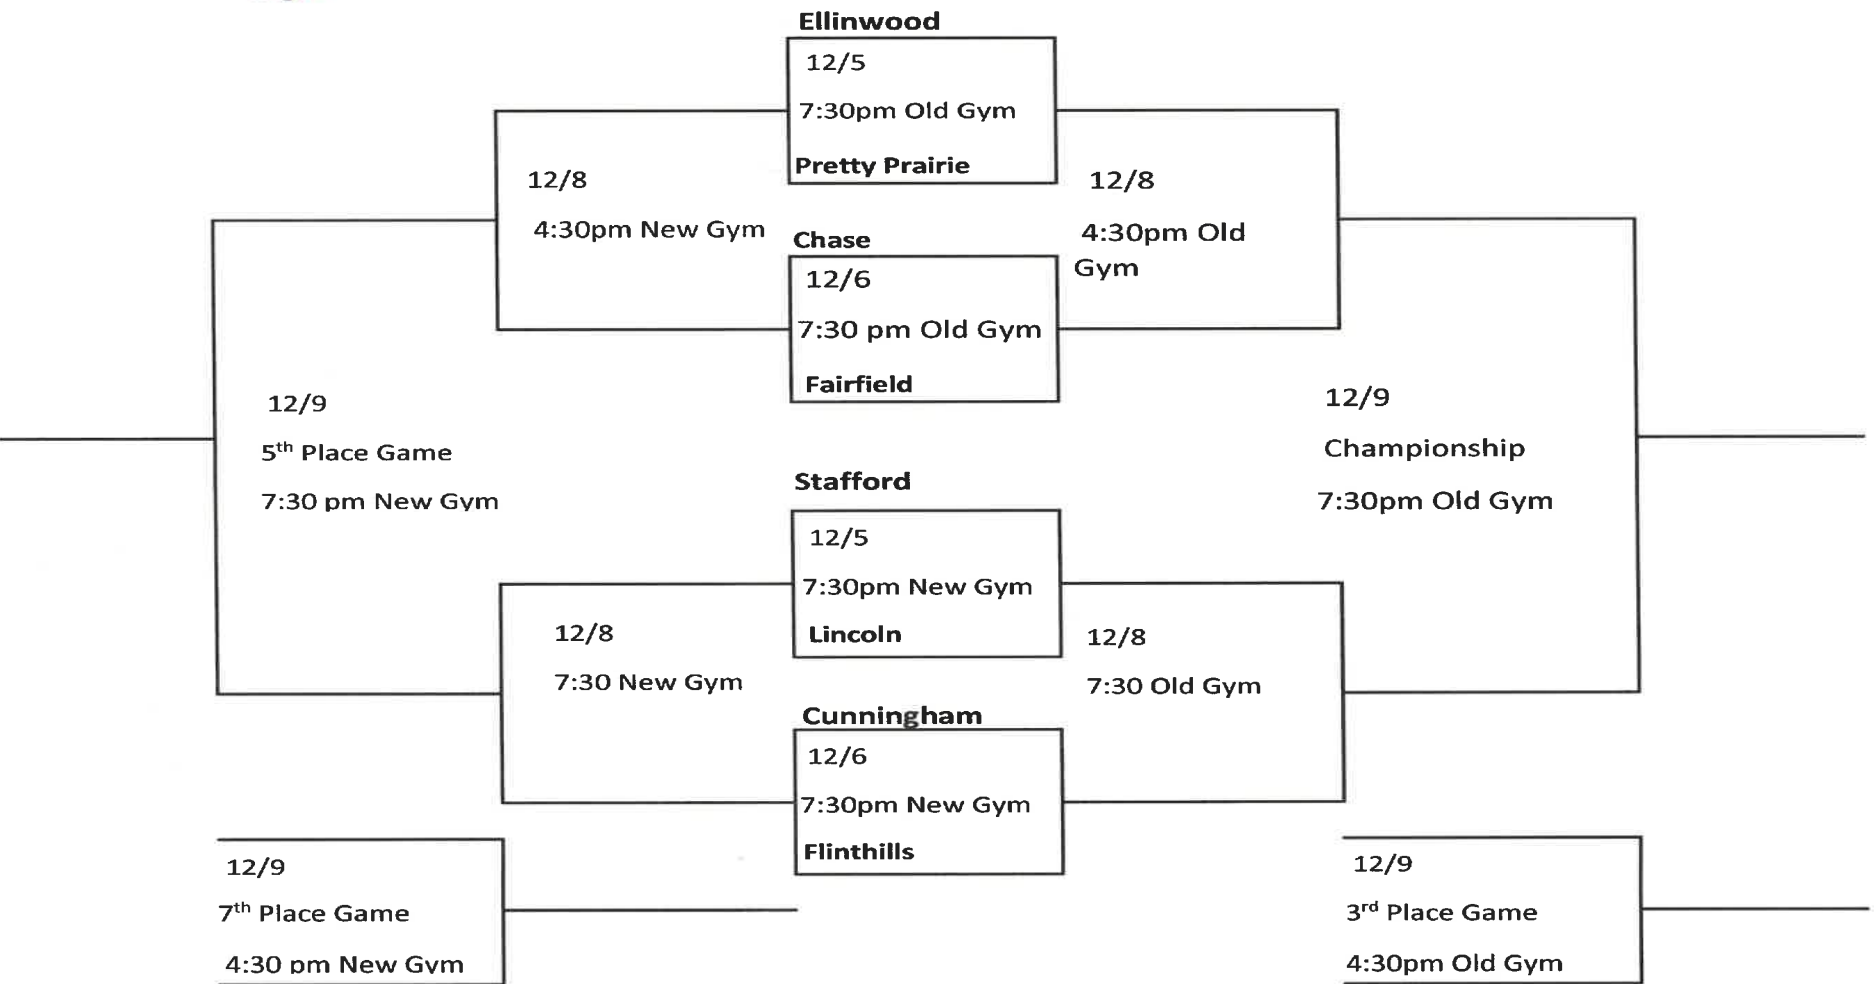 Ellinwood
12/5
7:30pm Old Gym
Pretty Prairie
12/8
4:30pm New Gym
12/8
4:30pm Old
Gym
Chase
12/6
7:30 pm Old Gym
Fairfield
12/9
5th Place Game
7:30 pm New Gym
12/9
Championship
7:30pm Old Gym
Stafford
12/5
7:30pm New Gym
Lincoln
12/8
7:30 New Gym
12/8
7:30 Old Gym
Cunningham
12/6
7:30pm New Gym
Flinthills
12/9
7th Place Game
4:30 pm New Gym
12/9
3rd Place Game
4:30pm Old Gym